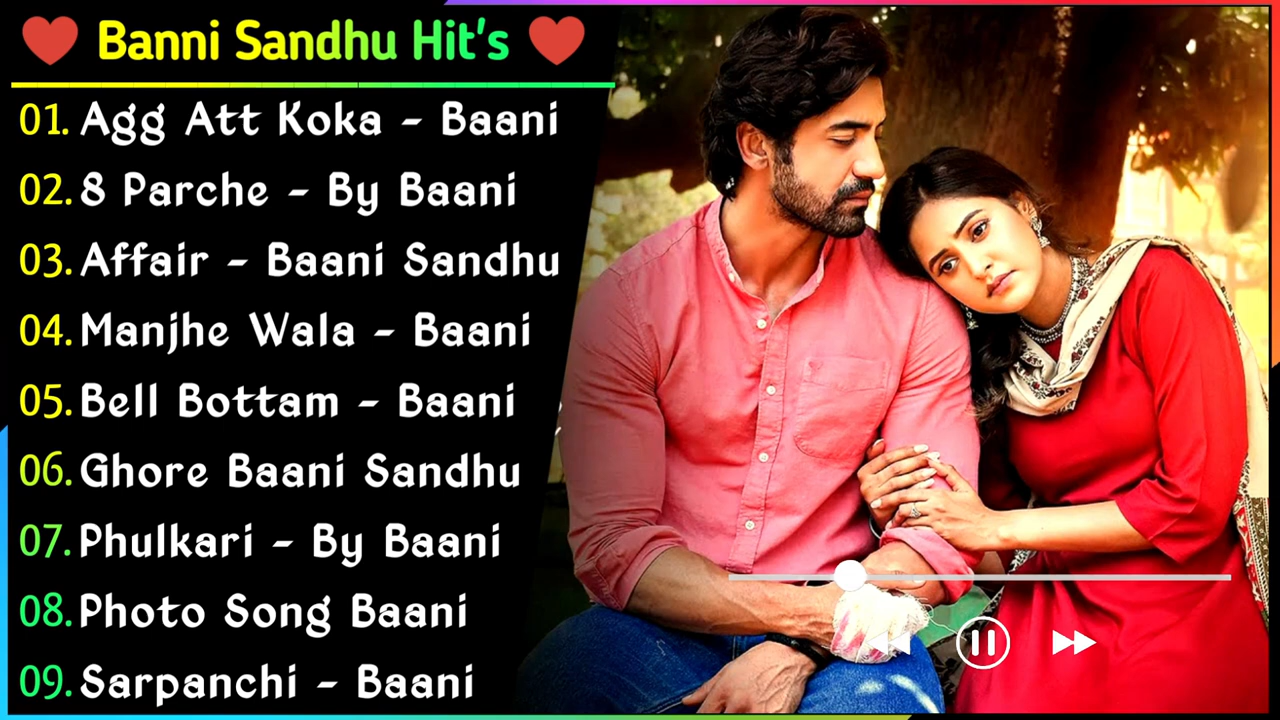 Banni Sandhu Hit's
01. Agg Att Koka - Baani
02. 8 Parche - By Baani
03. Affair - Baani Sandhu
04. Manjhe Wala - Baani
05. Bell Bottam - Baani
06. Ghore Baani Sandhu
07. Phulkari - By Baani
08. Photo Song Baani
09. Sarpanchi - Baani